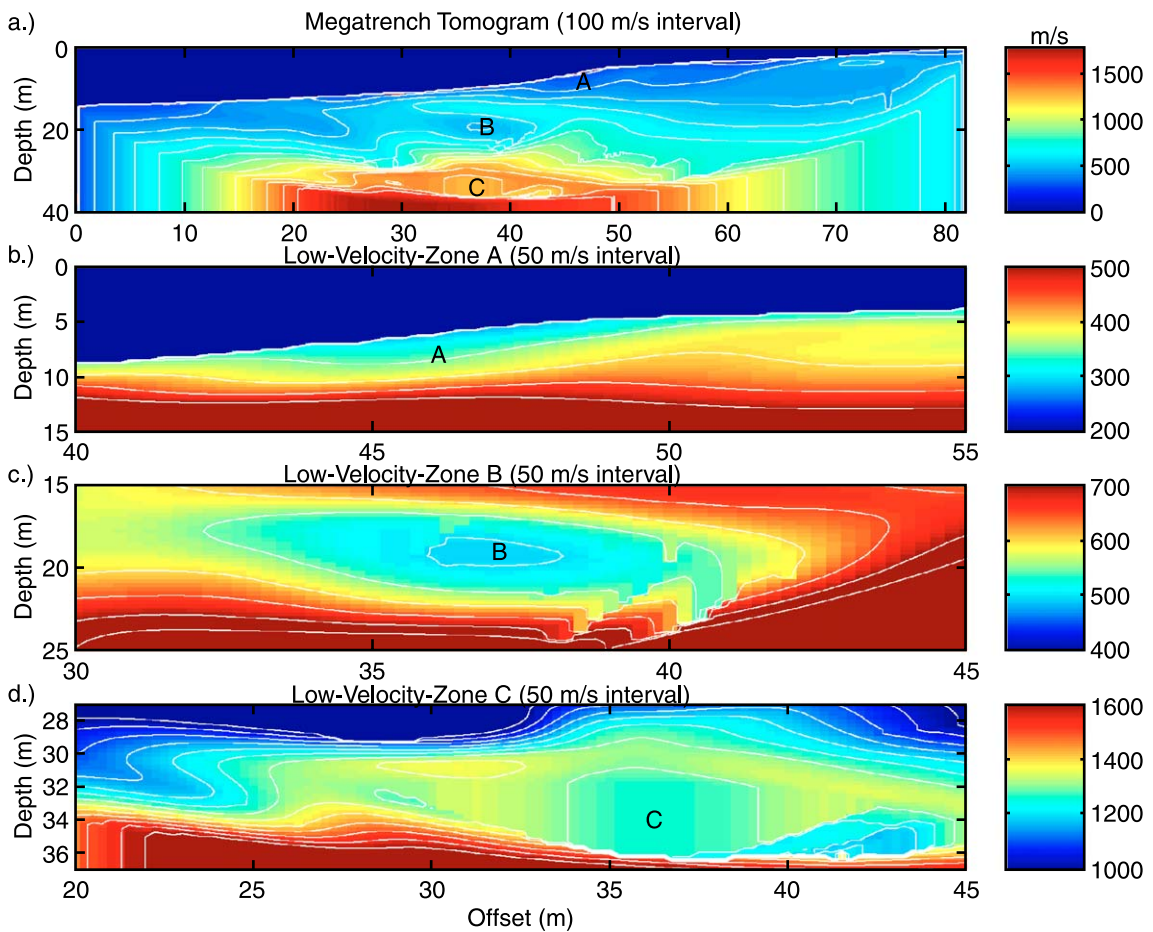 a.) Megatrench Tomogram (100 m/s interval) m/s
0
20
40
Depth (m)
A
B
C
0 10 20 30 40 50 60 70 80
1500
1000
500
0
b.) Low-Velocity-Zone A (50 m/s interval)
0
5
10
15
Depth (m)
A
40 45 50 55
500
400
300
200
c.) Low-Velocity-Zone B (50 m/s interval)
15
20
25
Depth (m)
B
30 35 40 45
700
600
500
400
d.) Low-Velocity-Zone C (50 m/s interval)
28
30
32
34
36
Depth (m)
C
20 25 30 35 40 45
Offset (m)
1600
1400
1200
1000